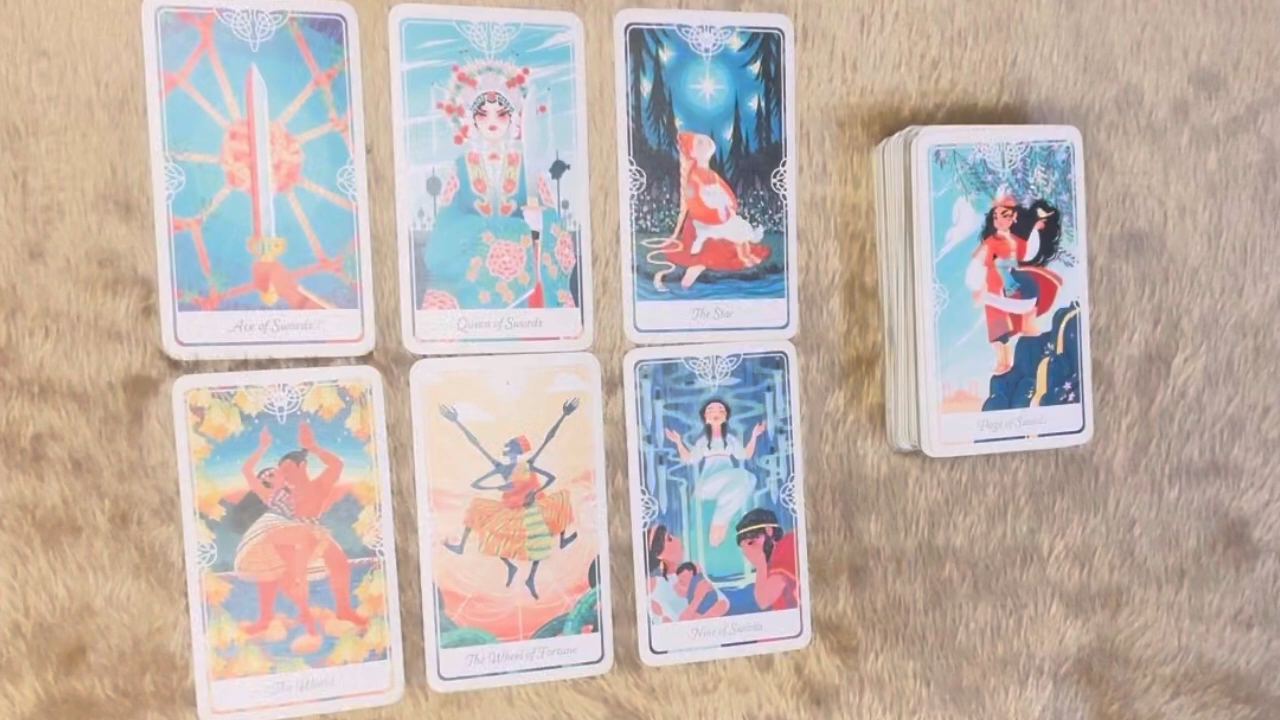 Ace of Swords
Queen of Swords
The Star
Page of Swords
The World
The Wheel of Fortune
Nine of Swords